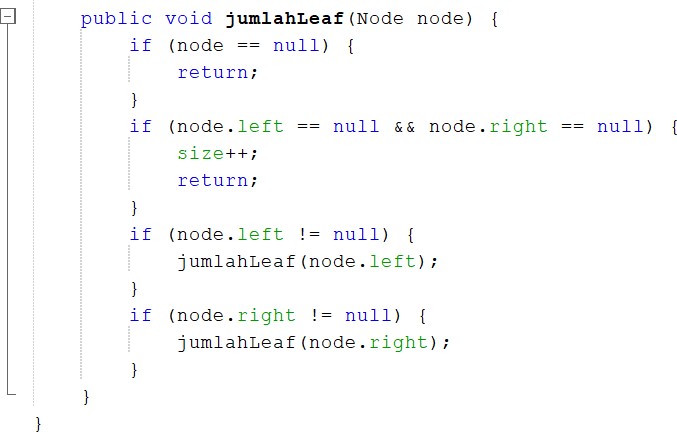 public void jumlahLeaf(Node node) {
if (node == null) {
return;
}
if (node.left == null && node.right == null) {
size++;
return;
}
if (node.left != null) {
jumlahLeaf(node.left);
}
if (node.right != null) {
jumlahLeaf(node.right);
}
}
}